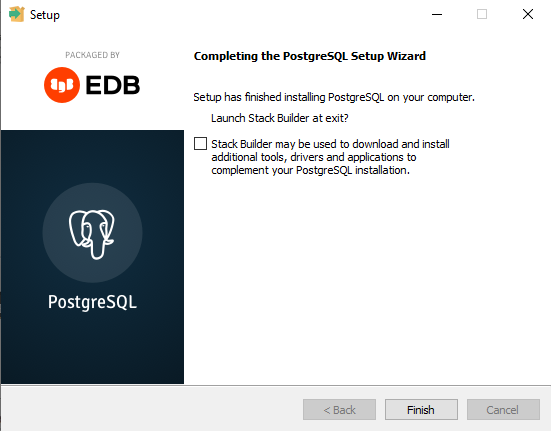 Setup
PACKAGED BY
EDB
PostgreSQL
Completing the PostgreSQL Setup Wizard
Setup has finished installing PostgreSQL on your computer.
Launch Stack Builder at exit?
Stack Builder may be used to download and install
additional tools, drivers and applications to
complement your PostgreSQL installation.
< Back
Finish
Cancel